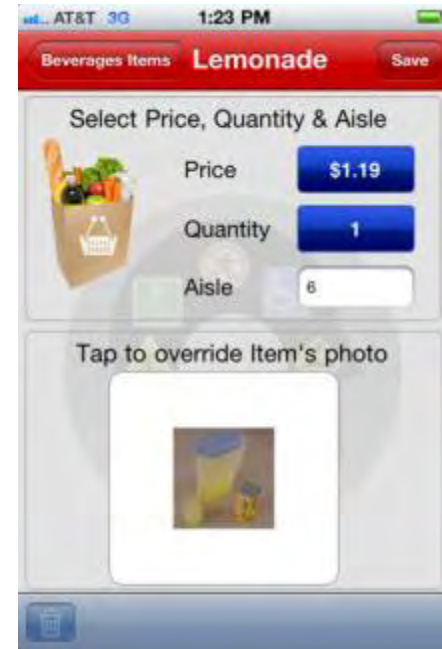 AT&T 3G 1:23 PM
Beverages Items Lemonade Save
Select Price, Quantity & Aisle
Price $1.19
Quantity 1
Aisle 6
Tap to override Item's photo